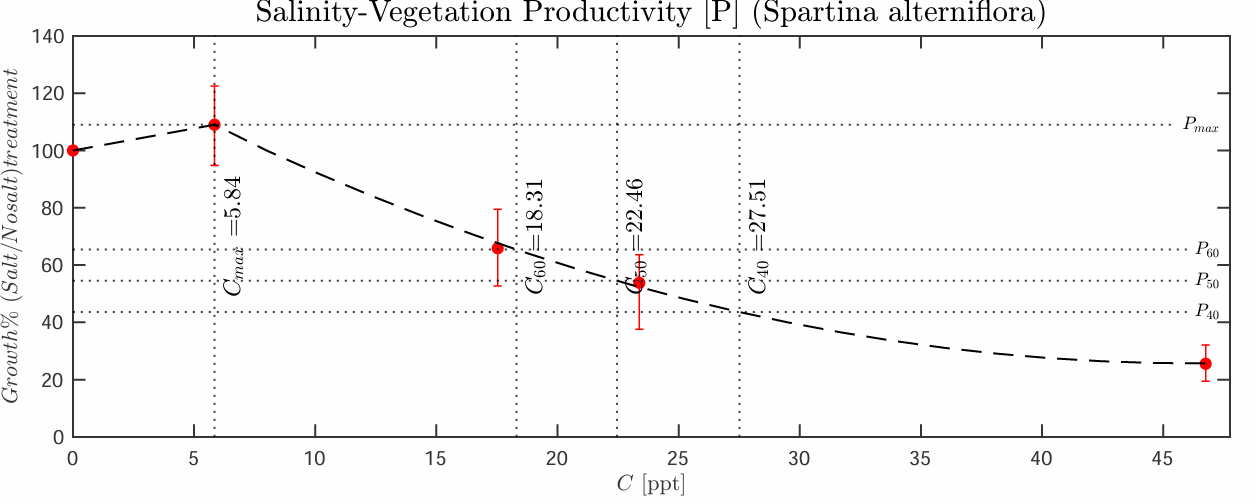 Salinity-Vegetation Productivity [P] (Spartina alterniflora)
Growth% (Salt/Nosalt)treatment
140
120
100
80
60
40
20
0
P_max
P_60
P_50
P_40
C_max =5.84
C_60 =18.31
C_50 =22.46
C_40 =27.51
0 5 10 15 20 25 30 35 40 45
C [ppt]